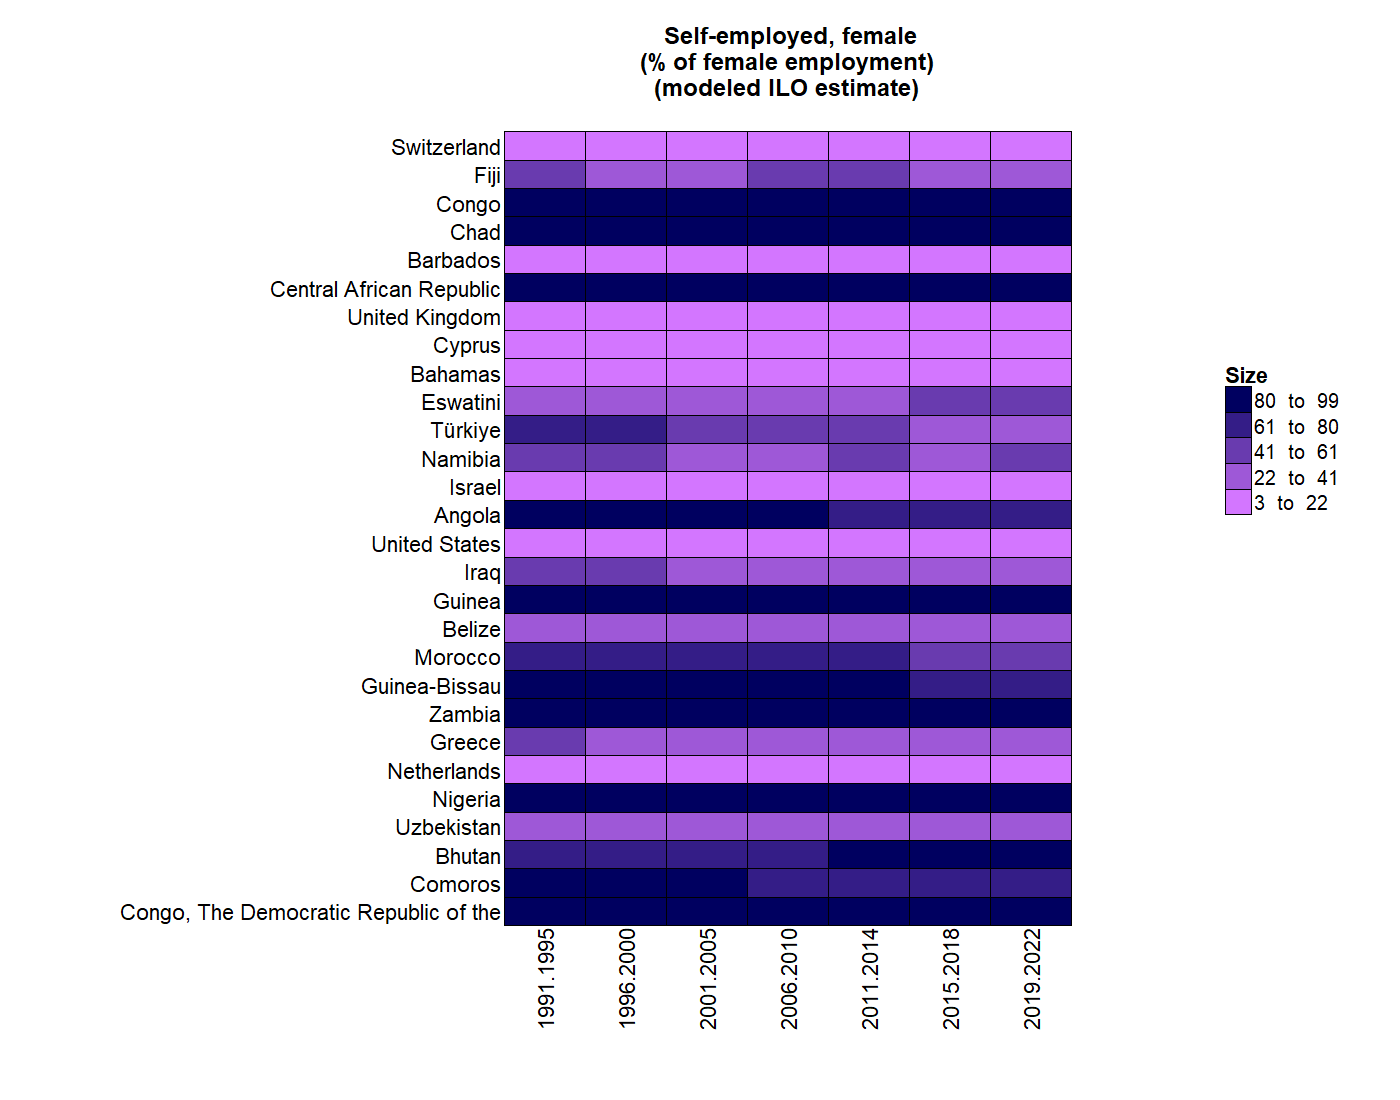 Self-employed, female
(% of female employment)
(modeled ILO estimate)
Switzerland
Fiji
Congo
Chad
Barbados
Central African Republic
United Kingdom
Cyprus
Bahamas
Eswatini
Türkiye
Namibia
Israel
Angola
United States
Iraq
Guinea
Belize
Morocco
Guinea-Bissau
Zambia
Greece
Netherlands
Nigeria
Uzbekistan
Bhutan
Comoros
Congo, The Democratic Republic of the
1991.1995
1996.2000
2001.2005
2006.2010
2011.2014
2015.2018
2019.2022
Size
80 to 99
61 to 80
41 to 61
22 to 41
3 to 22